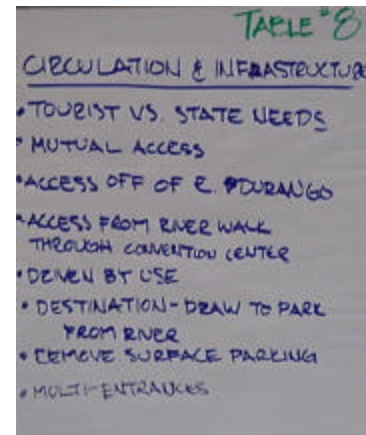 TABLE #8
CIRCULATION & INFRASTRUCTURE
• TOURIST VS. STATE NEEDS
• MUTUAL ACCESS
• ACCESS OFF OF E. DURANGO
• ACCESS FROM RIVER WALK
THROUGH CONVENTION CENTER
• DRIVEN BY USE
• DESTINATION - DRAW TO PARK
FROM RIVER
• REMOVE SURFACE PARKING
• MULTI-ENTRANCES